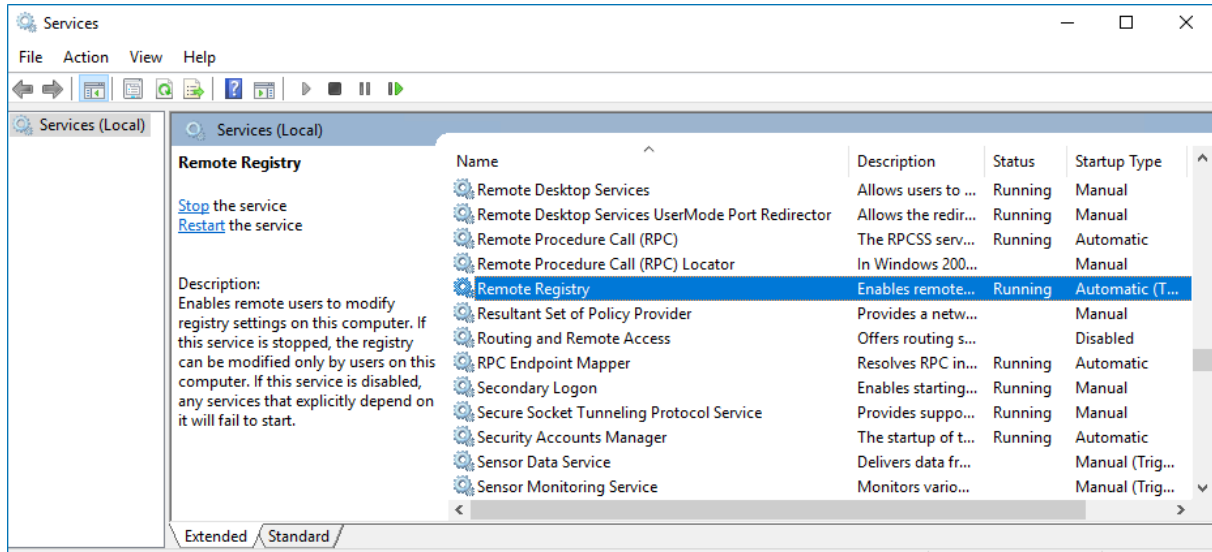 Services
File Action View Help
Services (Local)
Services (Local)
Remote Registry
Stop the service
Restart the service
Description:
Enables remote users to modify
registry settings on this computer. If
this service is stopped, the registry
can be modified only by users on this
computer. If this service is disabled,
any services that explicitly depend on
it will fail to start.
Name Description Status Startup Type
Remote Desktop Services Allows users to ... Running Manual
Remote Desktop Services UserMode Port Redirector Allows the redir... Running Manual
Remote Procedure Call (RPC) The RPCSS serv... Running Automatic
Remote Procedure Call (RPC) Locator In Windows 200... Manual
Remote Registry Enables remote... Running Automatic (T...
Resultant Set of Policy Provider Provides a netw... Manual
Routing and Remote Access Offers routing s... Disabled
RPC Endpoint Mapper Resolves RPC in... Running Automatic
Secondary Logon Enables starting... Running Manual
Secure Socket Tunneling Protocol Service Provides suppo... Running Manual
Security Accounts Manager The startup of t... Running Automatic
Sensor Data Service Delivers data fr... Manual (Trig...
Sensor Monitoring Service Monitors vario... Manual (Trig...
Extended Standard